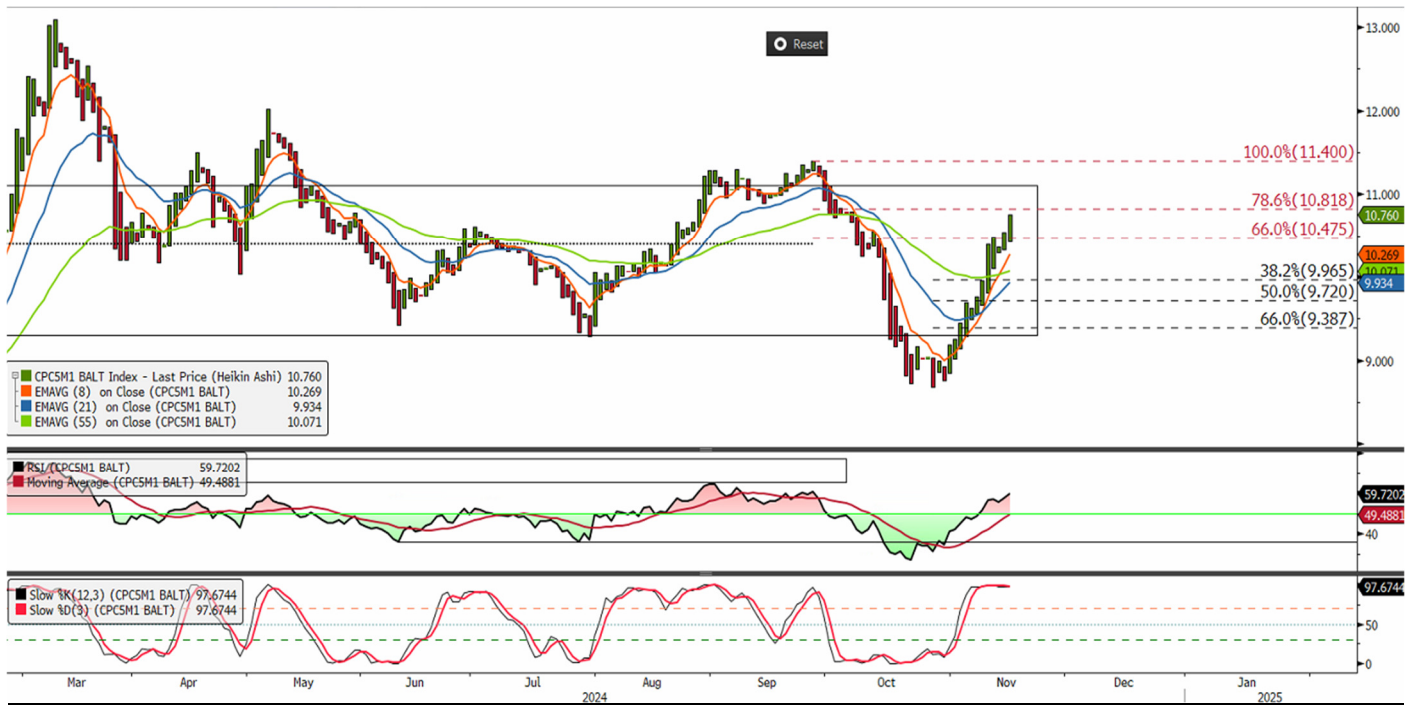 Reset
13.000
12.000
11.000
9.000
100.0%(11.400)
78.6%(10.818)
10.760
66.0%(10.475)
10.269
38.2%(9.965)
10.071
9.934
50.0%(9.720)
66.0%(9.387)
CPC5M1 BALT Index - Last Price (Heikin Ashi) 10.760
EMAVG (8) on Close (CPC5M1 BALT) 10.269
EMAVG (21) on Close (CPC5M1 BALT) 9.934
EMAVG (55) on Close (CPC5M1 BALT) 10.071
RSI (CPC5M1 BALT) 59.7202
Moving Average (CPC5M1 BALT) 49.4881
59.7202
49.4881
40
Slow %K(12,3) (CPC5M1 BALT) 97.6744
Slow %D(3) (CPC5M1 BALT) 97.6744
97.6744
50
0
Mar Apr May Jun Jul Aug Sep Oct Nov Dec Jan
2024 2025